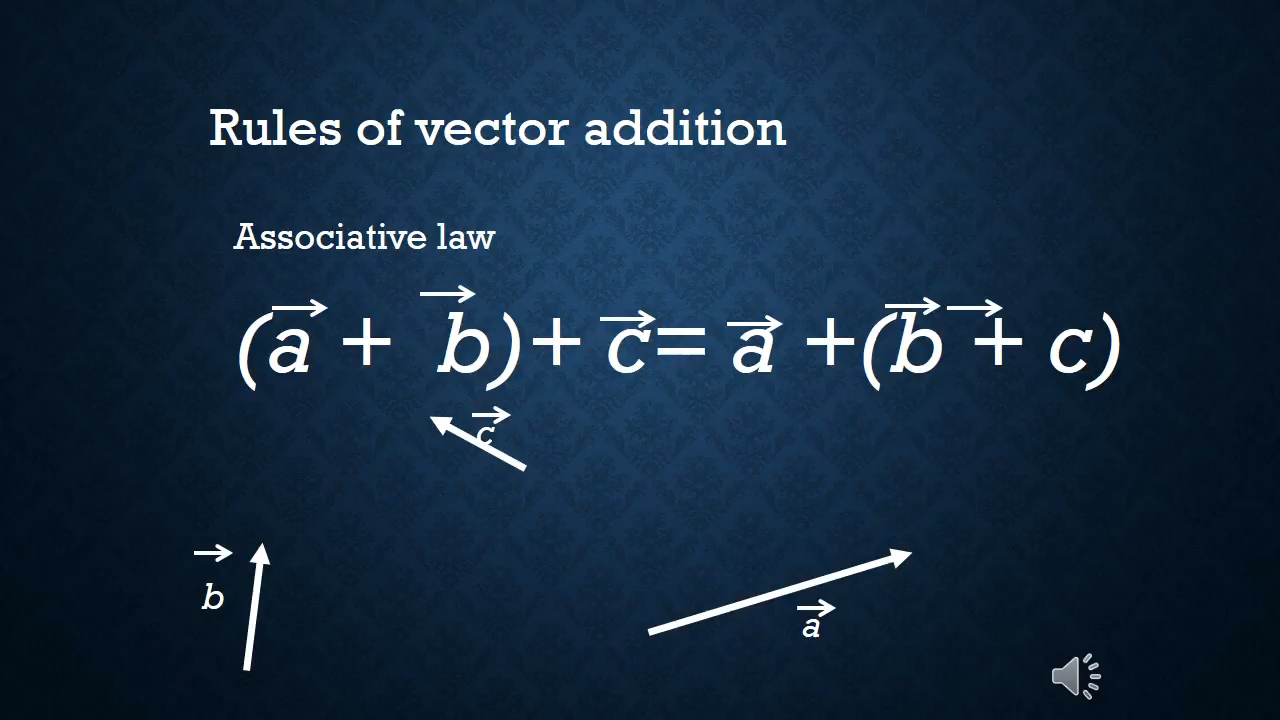 Rules of vector addition
Associative law
(a + b)+ c= a +(b + c)
c
b
a